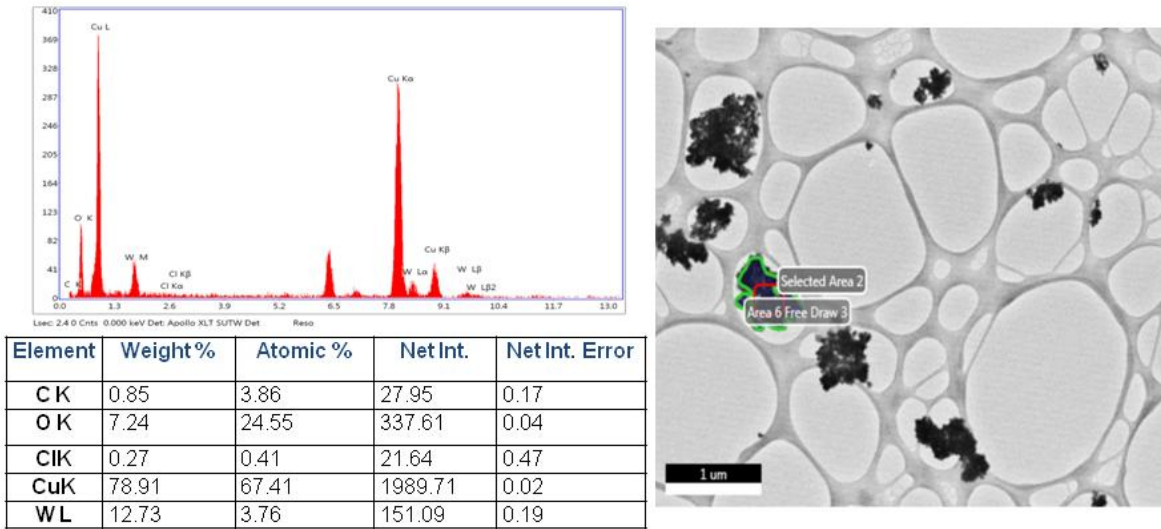 410
369
328
287
246
205
164
123
82
41
0
Cu L
O K
C K
W M
Cl Kα
Cl Kβ
Cu Kα
W Lα
Cu Kβ
W Lβ
W Lβ2
0.0 1.3 2.6 3.9 5.2 6.5 7.8 9.1 10.4 11.7 13.0
Lsec: 2.4 0 Cnts 0.000 keV Det: Apollo XLT SUTW Det Reso
Element Weight % Atomic % Net Int. Net Int. Error
C K 0.85 3.86 27.95 0.17
O K 7.24 24.55 337.61 0.04
ClK 0.27 0.41 21.64 0.47
CuK 78.91 67.41 1989.71 0.02
W L 12.73 3.76 151.09 0.19
Selected Area 2
Area 6 Free Draw 3
1 um